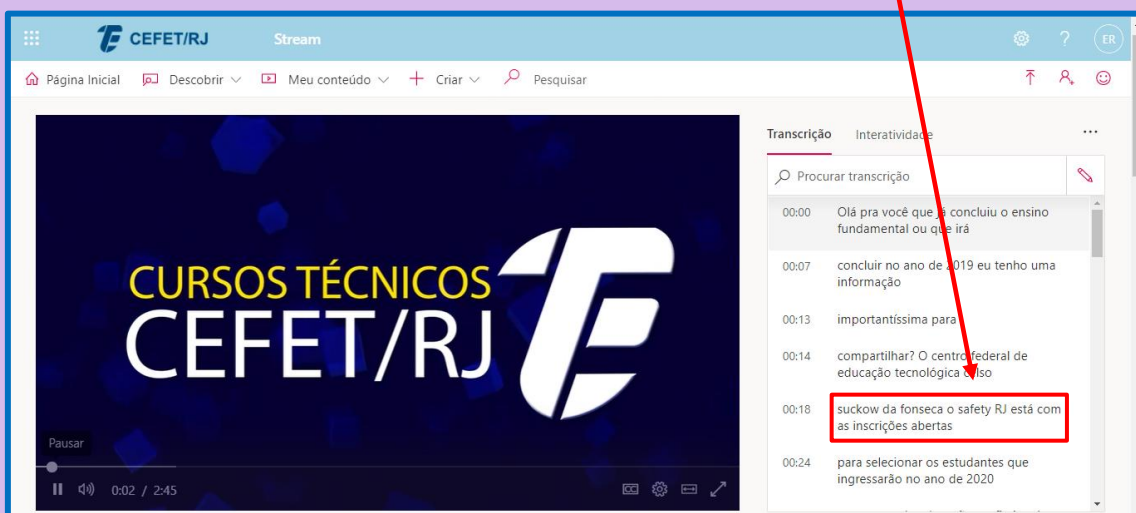 CEFET/RJ
Stream
?
ER
Página Inicial
Descobrir
Meu conteúdo
Criar
Pesquisar
CURSOS TÉCNICOS
CEFET/RJ
Pausar
0:02 / 2:45
CC
Transcrição
Interatividade
...
Procurar transcrição
00:00 Olá pra você que já concluiu o ensino
fundamental ou que irá
00:07 concluir no ano de 2019 eu tenho uma
informação
00:13 importantíssima para
00:14 compartilhar? O centro federal de
educação tecnológica celso
00:18 suckow da fonseca o safety RJ está com
as inscrições abertas
00:24 para selecionar os estudantes que
ingressarão no ano de 2020